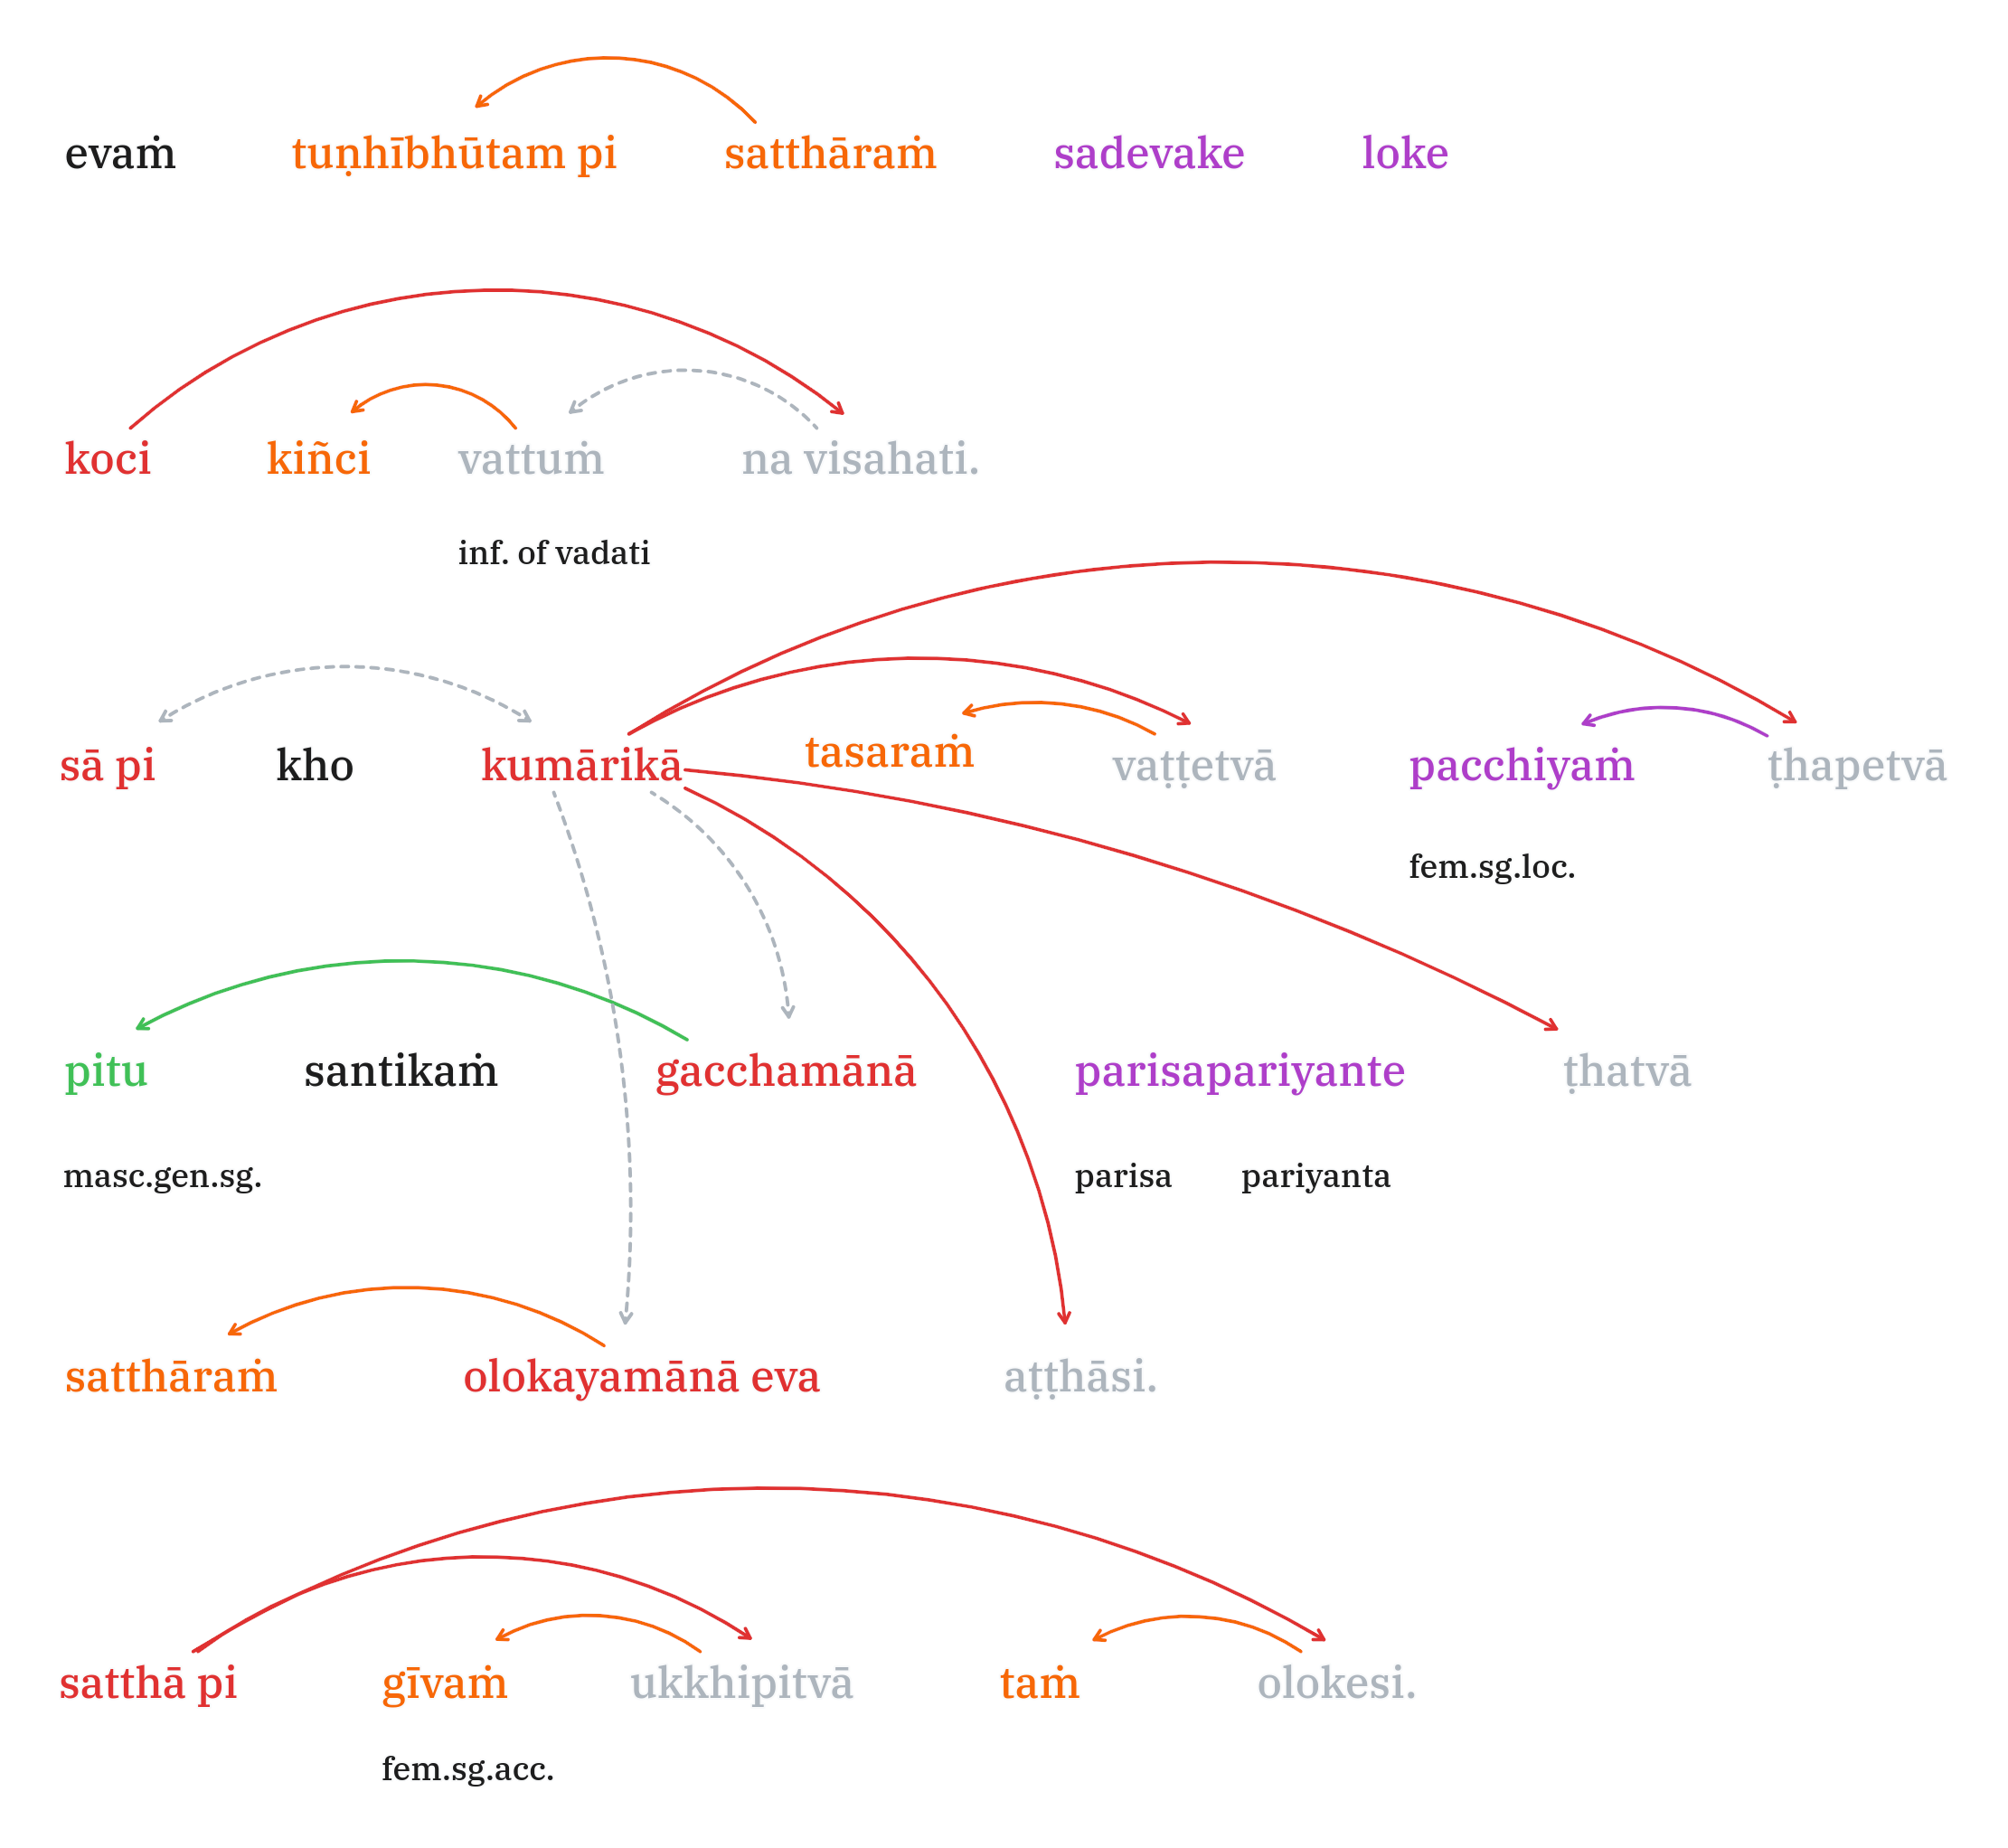 evaṁ tuṇhībhūtam pi satthāraṁ sadevake loke
koci kiñci vattuṁ na visahati.
inf. of vadati
sā pi kho kumārikā tasaraṁ vaṭṭetvā pacchiyaṁ ṭhapetvā
fem.sg.loc.
pitu santikaṁ gacchamānā parisapariyante ṭhatvā
masc.gen.sg. parisa pariyanta
satthāraṁ olokayamānā eva aṭṭhāsi.
satthā pi gīvaṁ ukkhipitvā taṁ olokesi.
fem.sg.acc.